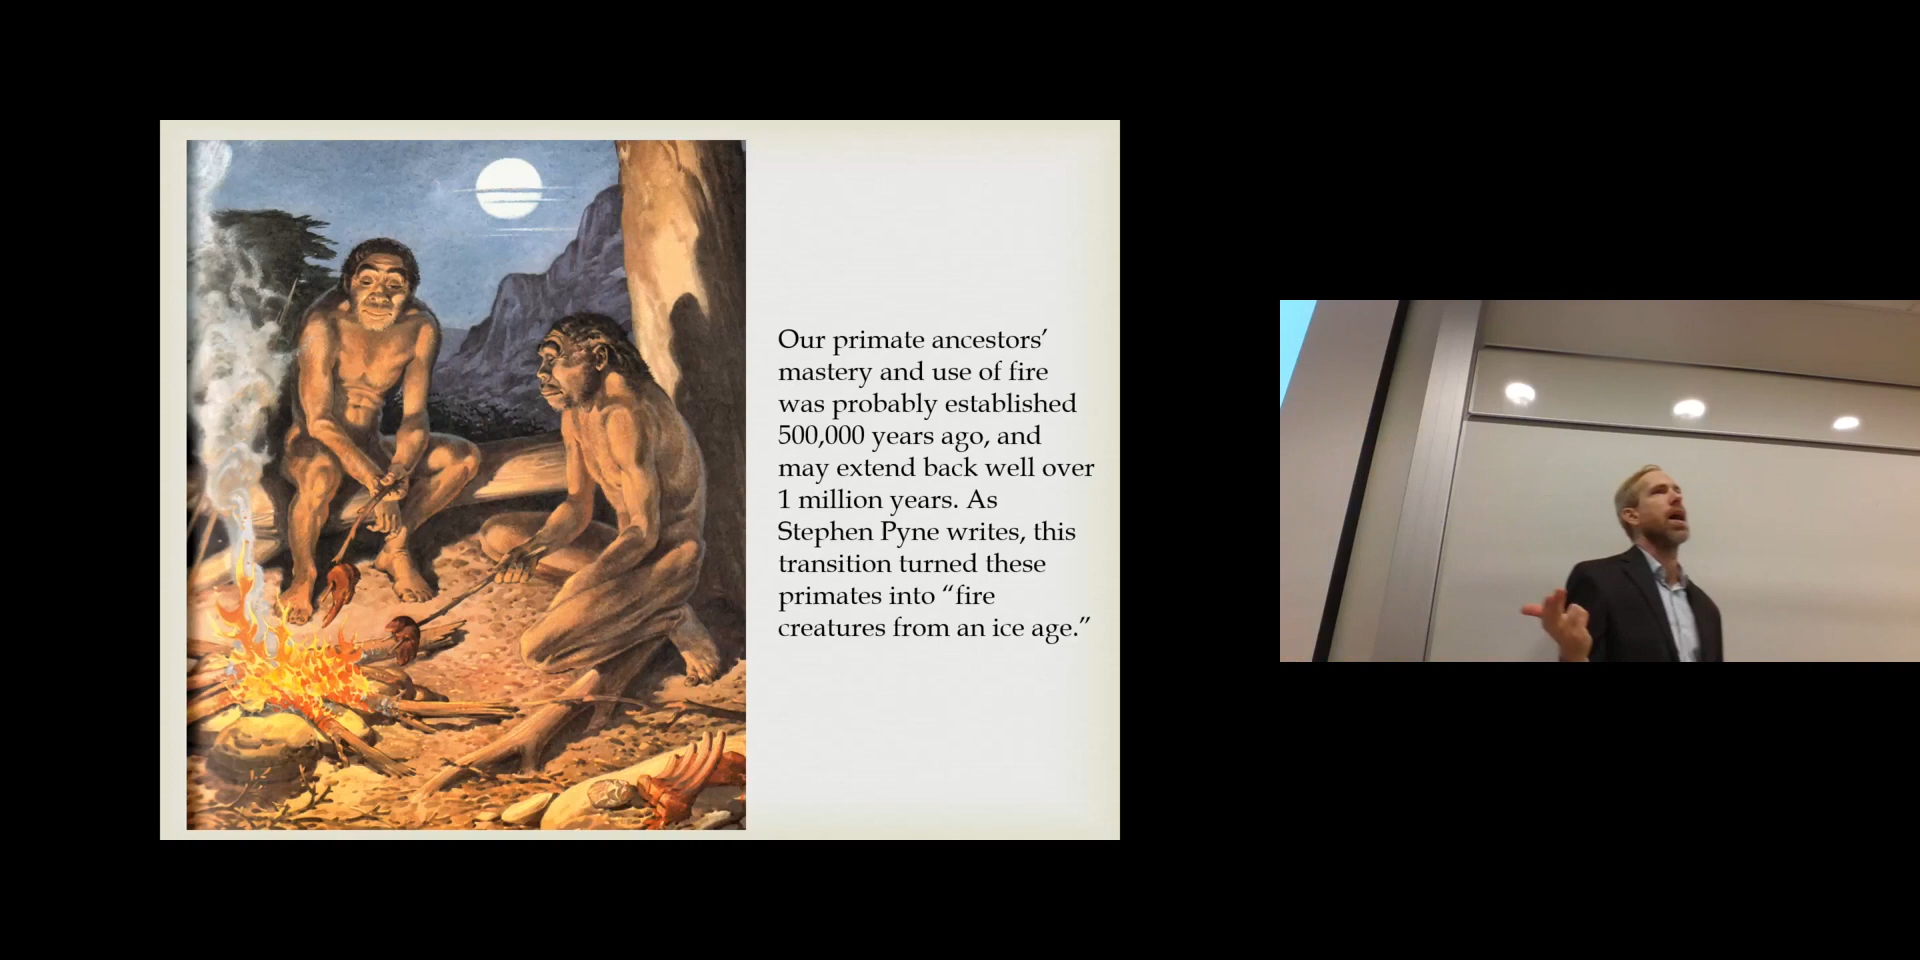 Our primate ancestors’
mastery and use of fire
was probably established
500,000 years ago, and
may extend back well over
1 million years. As
Stephen Pyne writes, this
transition turned these
primates into “fire
creatures from an ice age.”